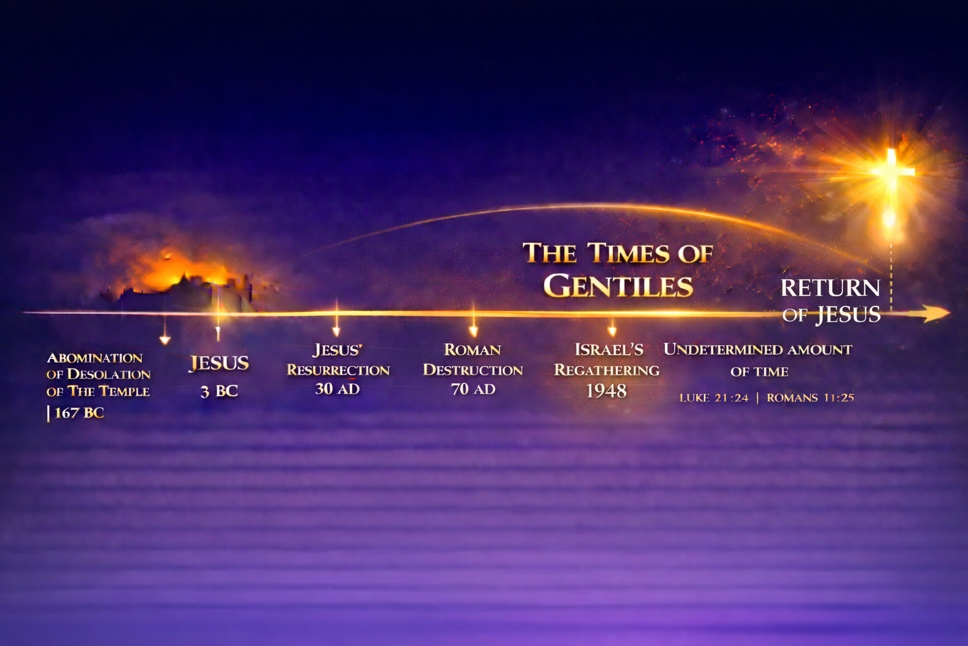 THE TIMES OF
GENTILES
RETURN
OF JESUS
ABOMINATION
OF DESOLATION
OF THE TEMPLE
| 167 BC
JESUS
3 BC
JESUS'
RESURRECTION
30 AD
ROMAN
DESTRUCTION
70 AD
ISRAEL'S
REGATHERING
1948
UNDETERMINED AMOUNT
OF TIME
LUKE 21:24 | ROMANS 11:25